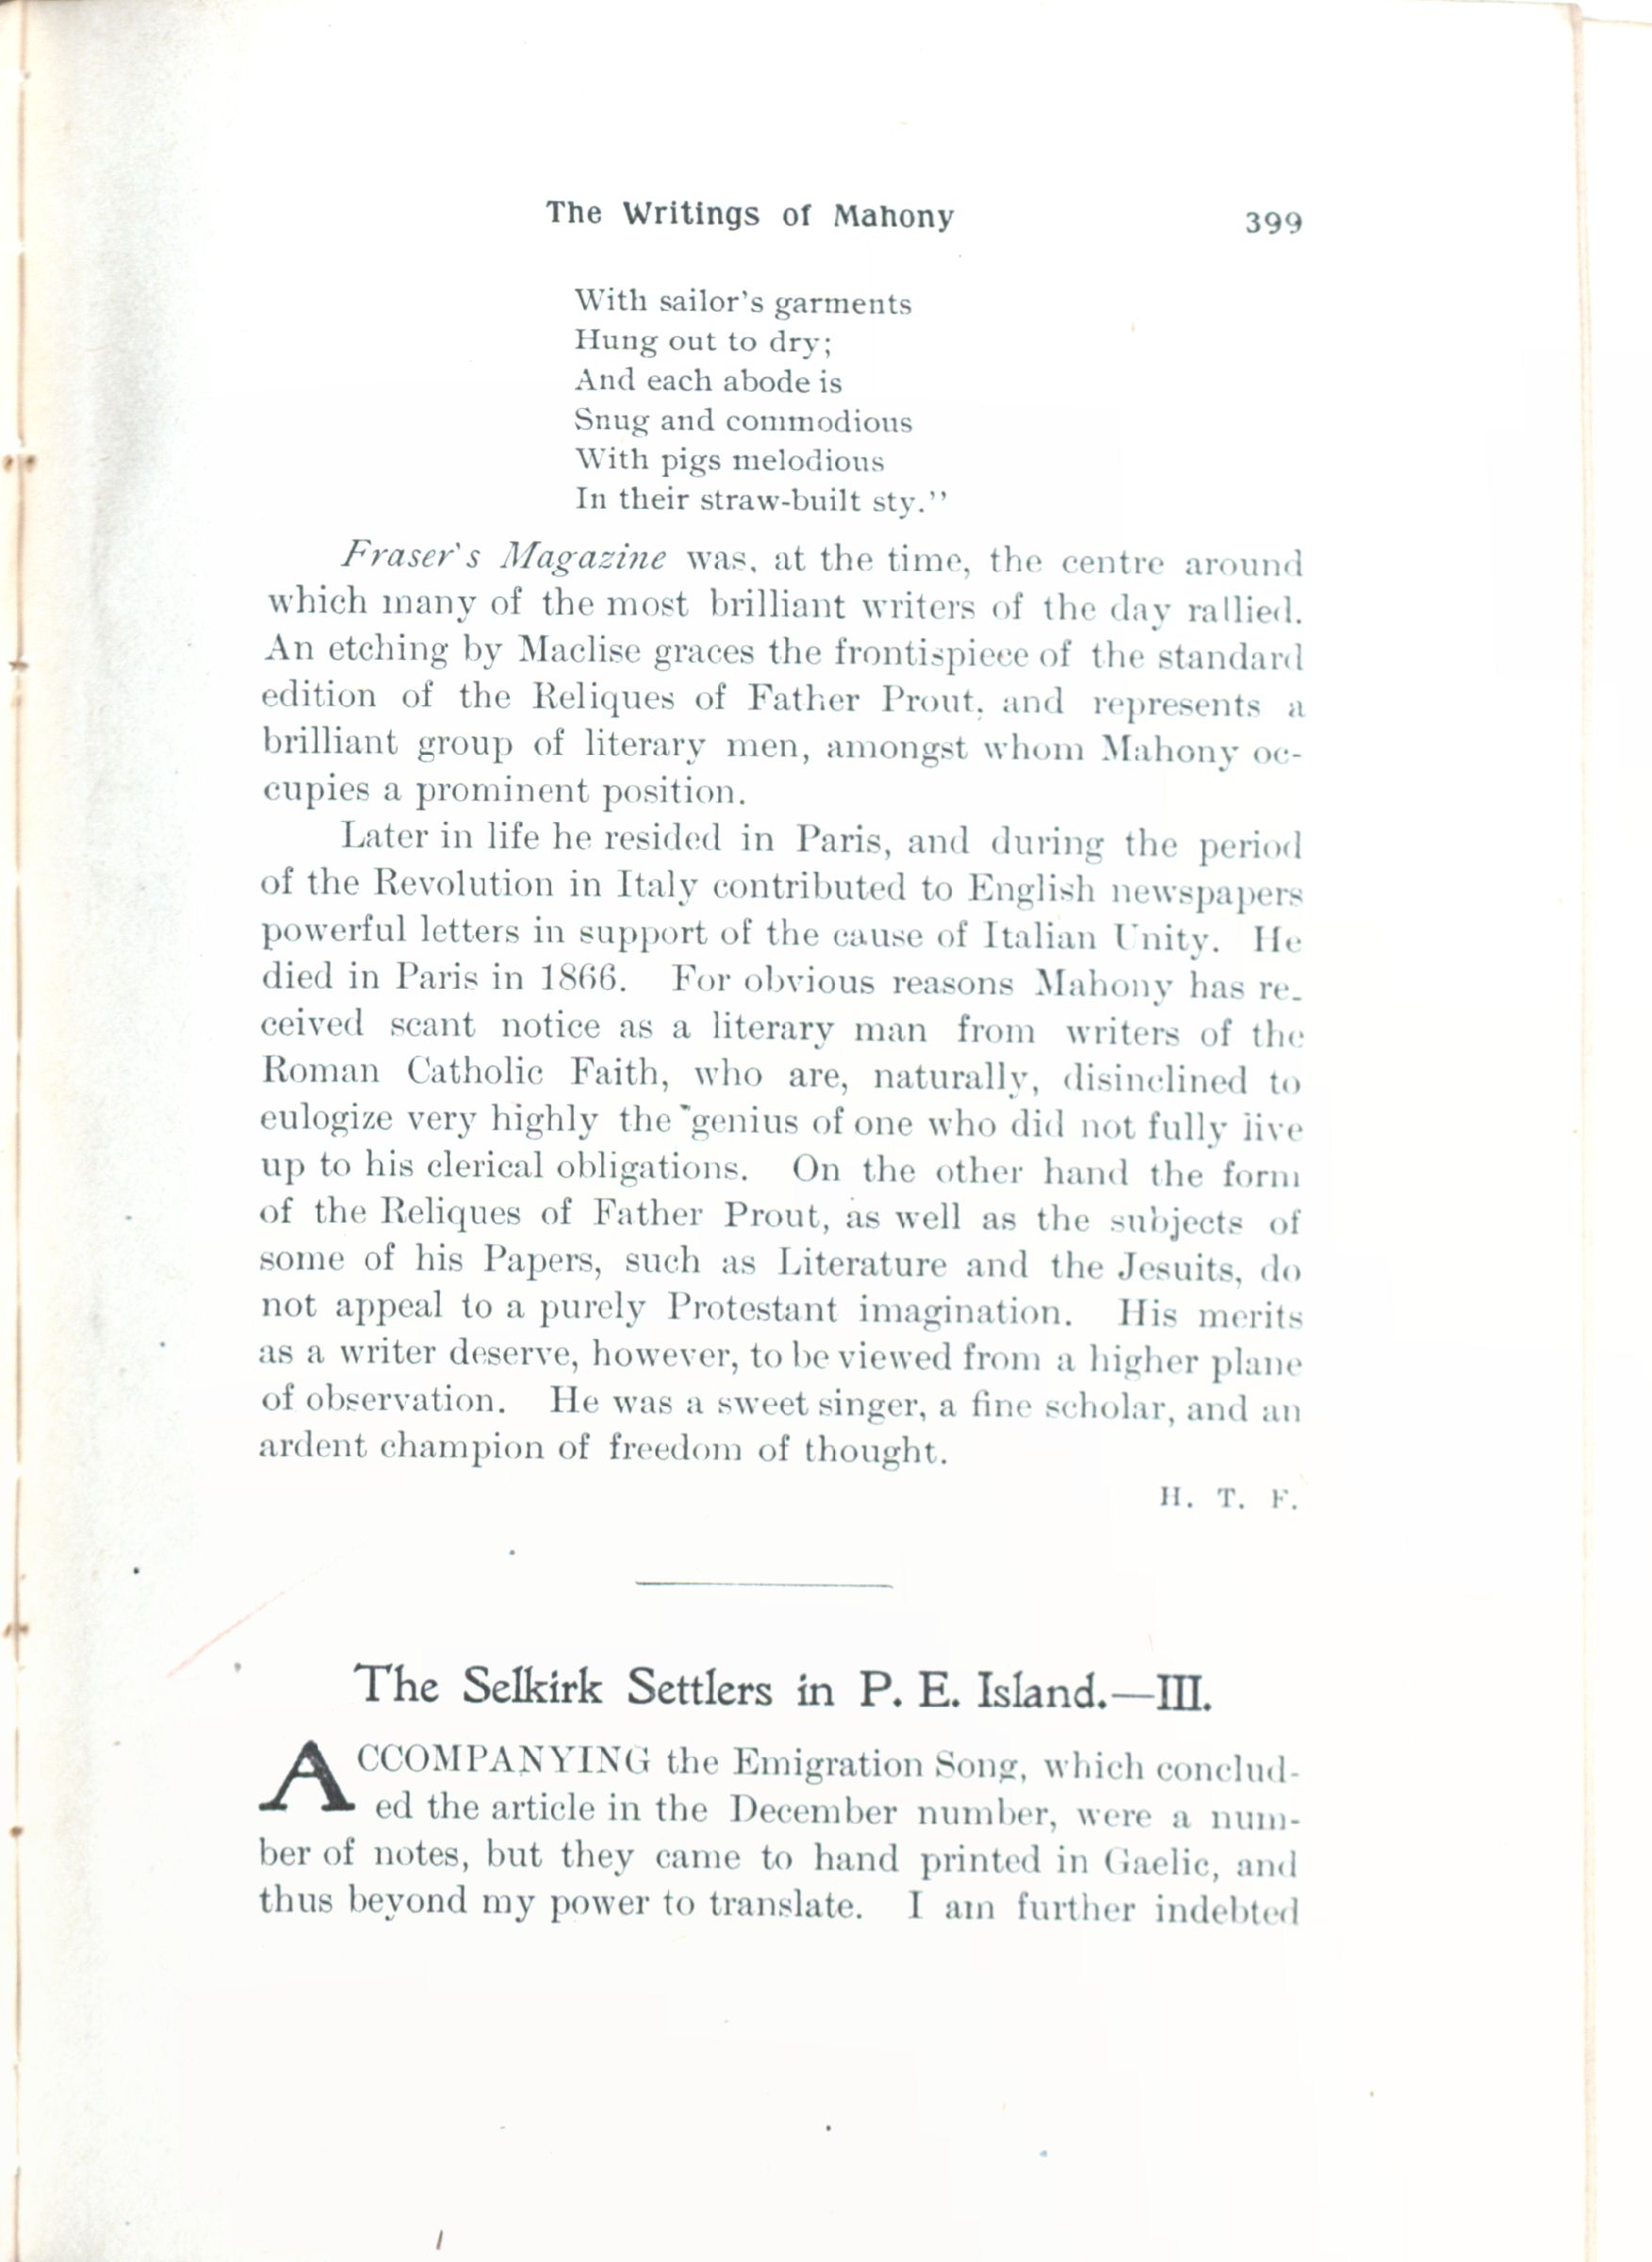 The Writings of Mahony 399
With sailor's garments
Hung out to dry;
And each abode is
Snug and commodious
With pigs melodious
In their straw-built sty."
Fraser's Magazine was, at the time, the centre around
which many of the most brilliant writers of the day rallied.
An etching by Maclise graces the frontispiece of the standard
edition of the Reliques of Father Prout, and represents a
brilliant group of literary men, amongst whom Mahony oc-
cupies a prominent position.
Later in life he resided in Paris, and during the period
of the Revolution in Italy contributed to English newspapers
powerful letters in support of the cause of Italian Unity. He
died in Paris in 1866. For obvious reasons Mahony has re-
ceived scant notice as a literary man from writers of the
Roman Catholic Faith, who are, naturally, disinclined to
eulogize very highly the genius of one who did not fully live
up to his clerical obligations. On the other hand the form
of the Reliques of Father Prout, as well as the subjects of
some of his Papers, such as Literature and the Jesuits, do
not appeal to a purely Protestant imagination. His merits
as a writer deserve, however, to be viewed from a higher plane
of observation. He was a sweet singer, a fine scholar, and an
ardent champion of freedom of thought.
H. T. F.
The Selkirk Settlers in P. E. Island.—III.
ACCOMPANYING the Emigration Song, which conclud-
ed the article in the December number, were a num-
ber of notes, but they came to hand printed in Gaelic, and
thus beyond my power to translate. I am further indebted